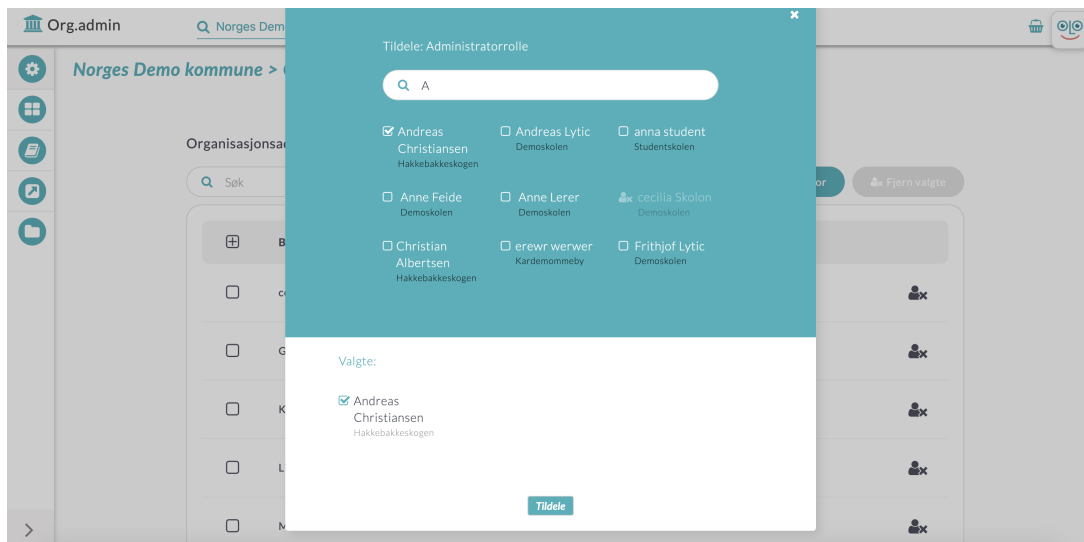 Org.admin
Norges Dem
Norges Demo kommune >
Organisasjonsa
Søk
or
Fjern valgte
B
G
K
L
M
Tildele: Administratorrolle
A
Andreas Christiansen
Hakkebakkeskogen
Andreas Lytic
Demoskolen
anna student
Studentskolen
Anne Feide
Demoskolen
Anne Lerer
Demoskolen
cecilia Skolon
Demoskolen
Christian Albertsen
Hakkebakkeskogen
erewr werwer
Kardemommeby
Frithjof Lytic
Demoskolen
Valgte:
Andreas
Christiansen
Hakkebakkeskogen
Tildele